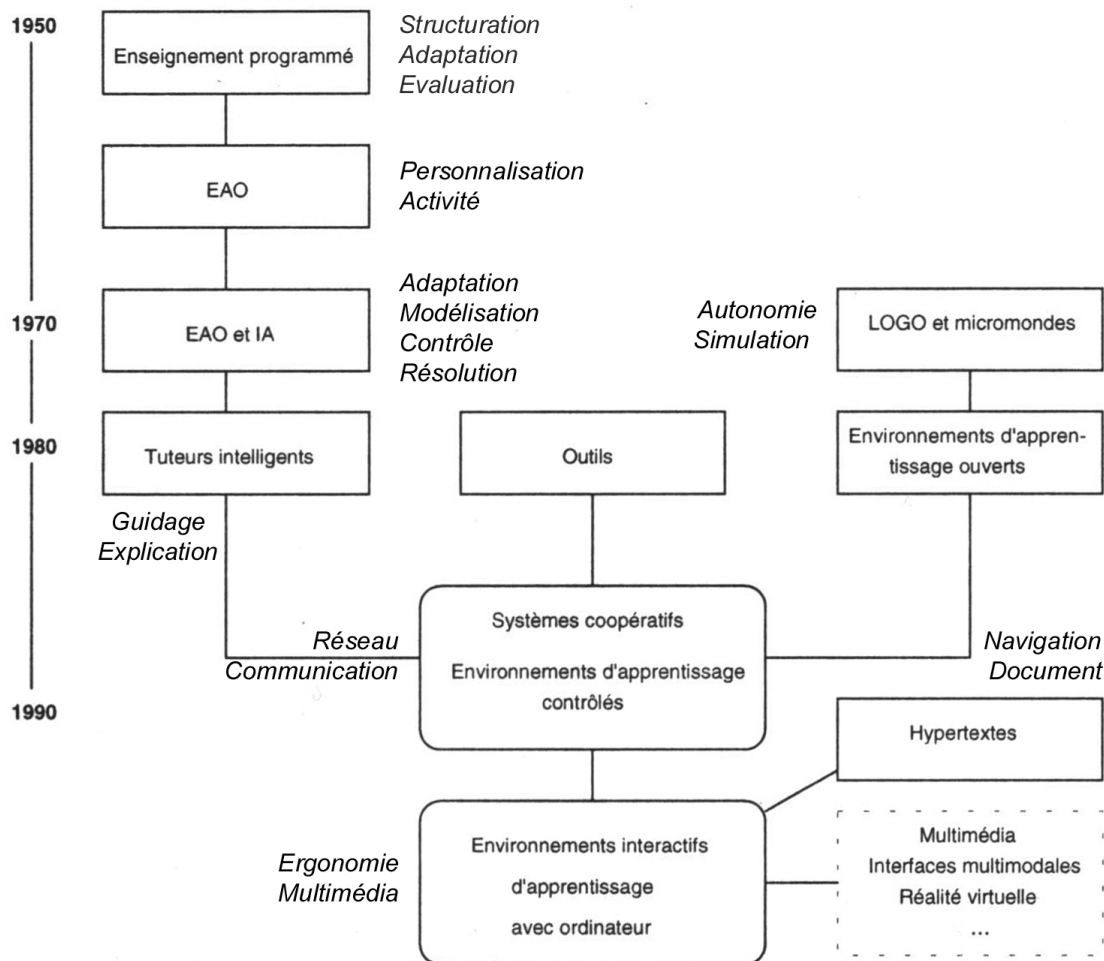 1950
Enseignement programmé
Structuration
Adaptation
Evaluation
EAO
Personnalisation
Activité
1970
EAO et IA
Adaptation
Modélisation
Contrôle
Résolution
Autonomie
Simulation
LOGO et micromondes
1980
Tuteurs intelligents
Outils
Environnements d'appren-
tissage ouverts
Guidage
Explication
Réseau
Communication
Systèmes coopératifs
Environnements d'apprentissage
contrôlés
Navigation
Document
1990
Hypertextes
Ergonomie
Multimédia
Environnements interactifs
d'apprentissage
avec ordinateur
Multimédia
Interfaces multimodales
Réalité virtuelle
...